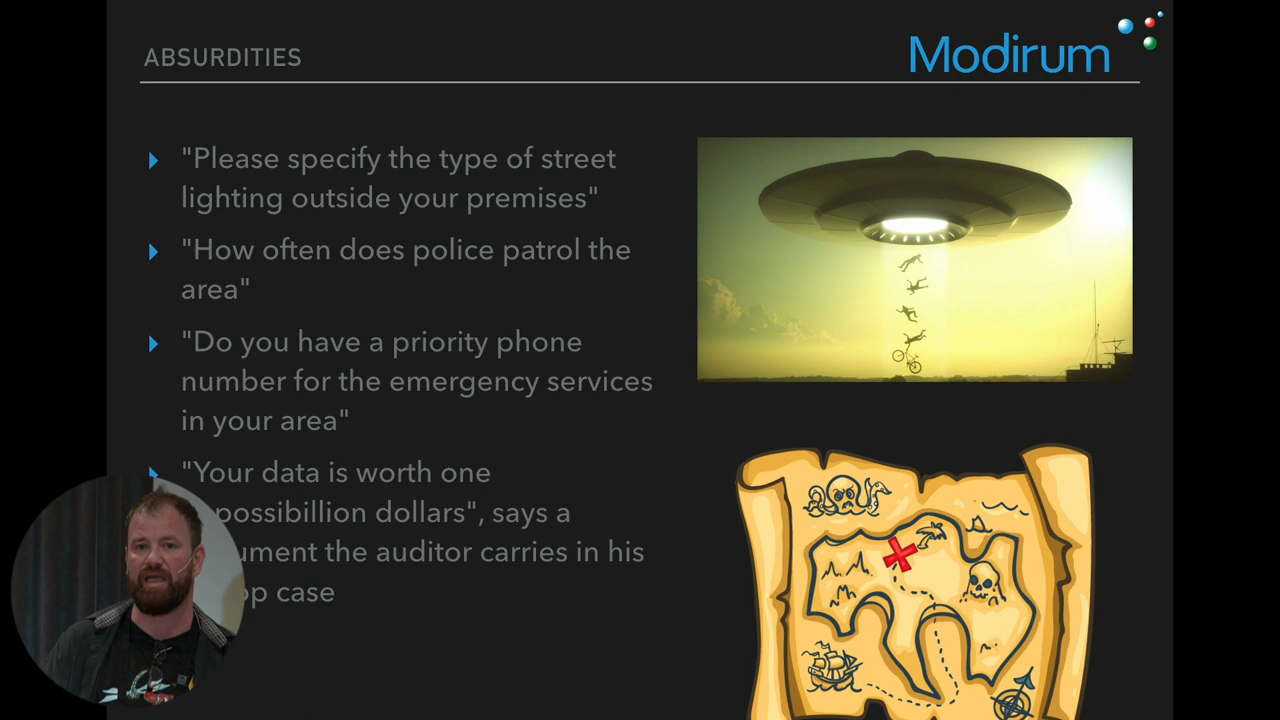 ABSURDITIES
Modirum
"Please specify the type of street
lighting outside your premises"
"How often does police patrol the
area"
"Do you have a priority phone
number for the emergency services
in your area"
"Your data is worth one
possibillion dollars", says a
the auditor carries in his
case